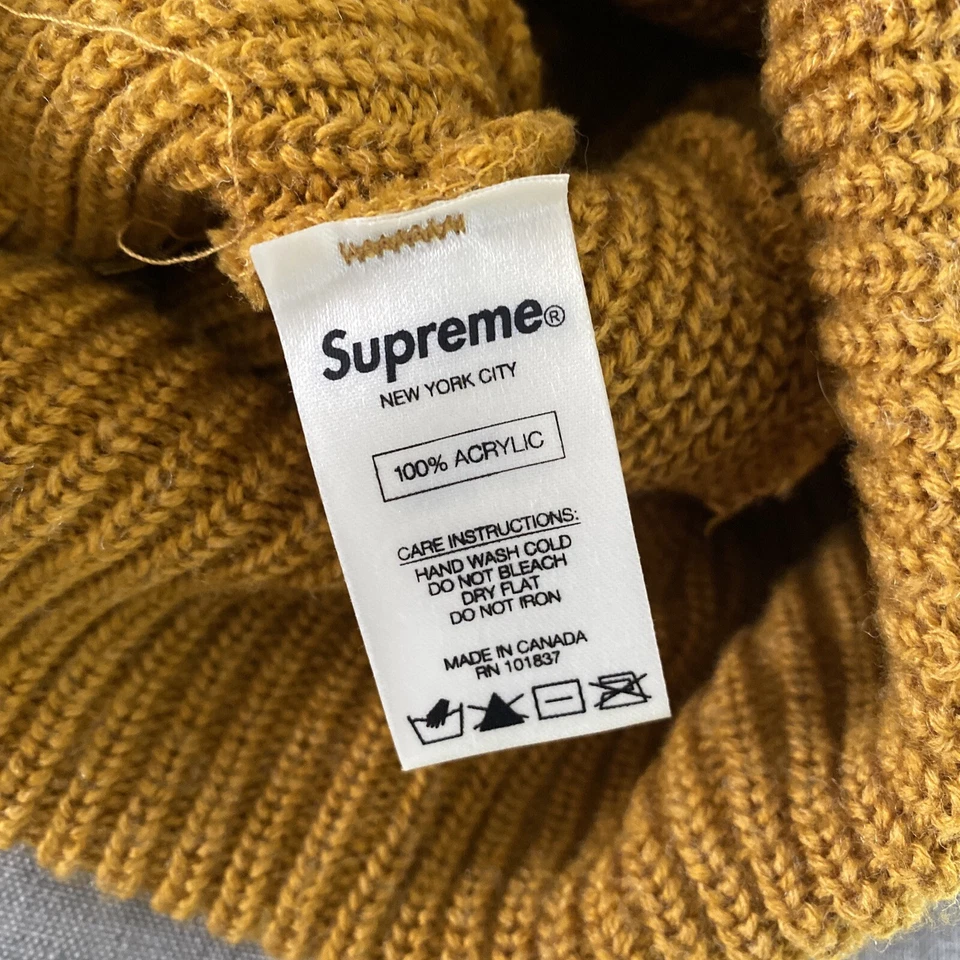 Supreme®
NEW YORK CITY
100% ACRYLIC
CARE INSTRUCTIONS:
HAND WASH COLD
DO NOT BLEACH
DRY FLAT
DO NOT IRON
MADE IN CANADA
RN 101837